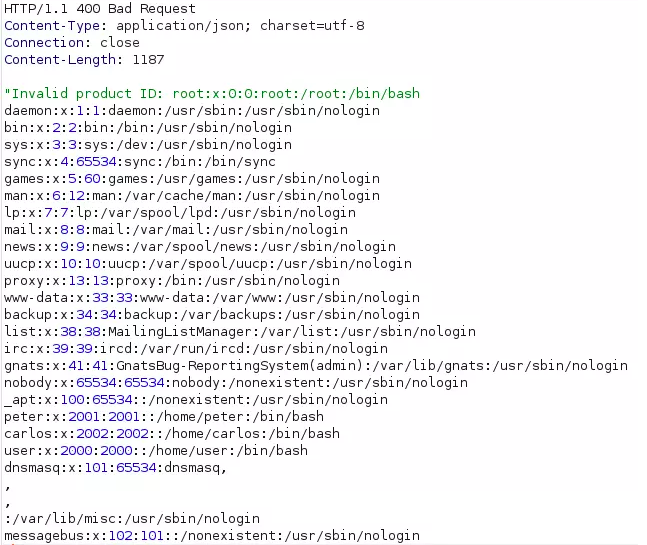 HTTP/1.1 400 Bad Request
Content-Type: application/json; charset=utf-8
Connection: close
Content-Length: 1187
"Invalid product ID: root:x:0:0:root:/root:/bin/bash
daemon:x:1:1:daemon:/usr/sbin:/usr/sbin/nologin
bin:x:2:2:bin:/bin:/usr/sbin/nologin
sys:x:3:3:sys:/dev:/usr/sbin/nologin
sync:x:4:65534:sync:/bin:/bin/sync
games:x:5:60:games:/usr/games:/usr/sbin/nologin
man:x:6:12:man:/var/cache/man:/usr/sbin/nologin
lp:x:7:7:lp:/var/spool/lpd:/usr/sbin/nologin
mail:x:8:8:mail:/var/mail:/usr/sbin/nologin
news:x:9:9:news:/var/spool/news:/usr/sbin/nologin
uucp:x:10:10:uucp:/var/spool/uucp:/usr/sbin/nologin
proxy:x:13:13:proxy:/bin:/usr/sbin/nologin
www-data:x:33:33:www-data:/var/www:/usr/sbin/nologin
backup:x:34:34:backup:/var/backups:/usr/sbin/nologin
list:x:38:38:MailingListManager:/var/list:/usr/sbin/nologin
irc:x:39:39:ircd:/var/run/ircd:/usr/sbin/nologin
gnats:x:41:41:GnatsBug-ReportingSystem(admin):/var/lib/gnats:/usr/sbin/nologin
nobody:x:65534:65534:nobody:/nonexistent:/usr/sbin/nologin
_apt:x:100:65534::/nonexistent:/usr/sbin/nologin
peter:x:2001:2001::/home/peter:/bin/bash
carlos:x:2002:2002::/home/carlos:/bin/bash
user:x:2000:2000::/home/user:/bin/bash
dnsmasq:x:101:65534:dnsmasq,
,
,
:/var/lib/misc:/usr/sbin/nologin
messagebus:x:102:101::/nonexistent:/usr/sbin/nologin